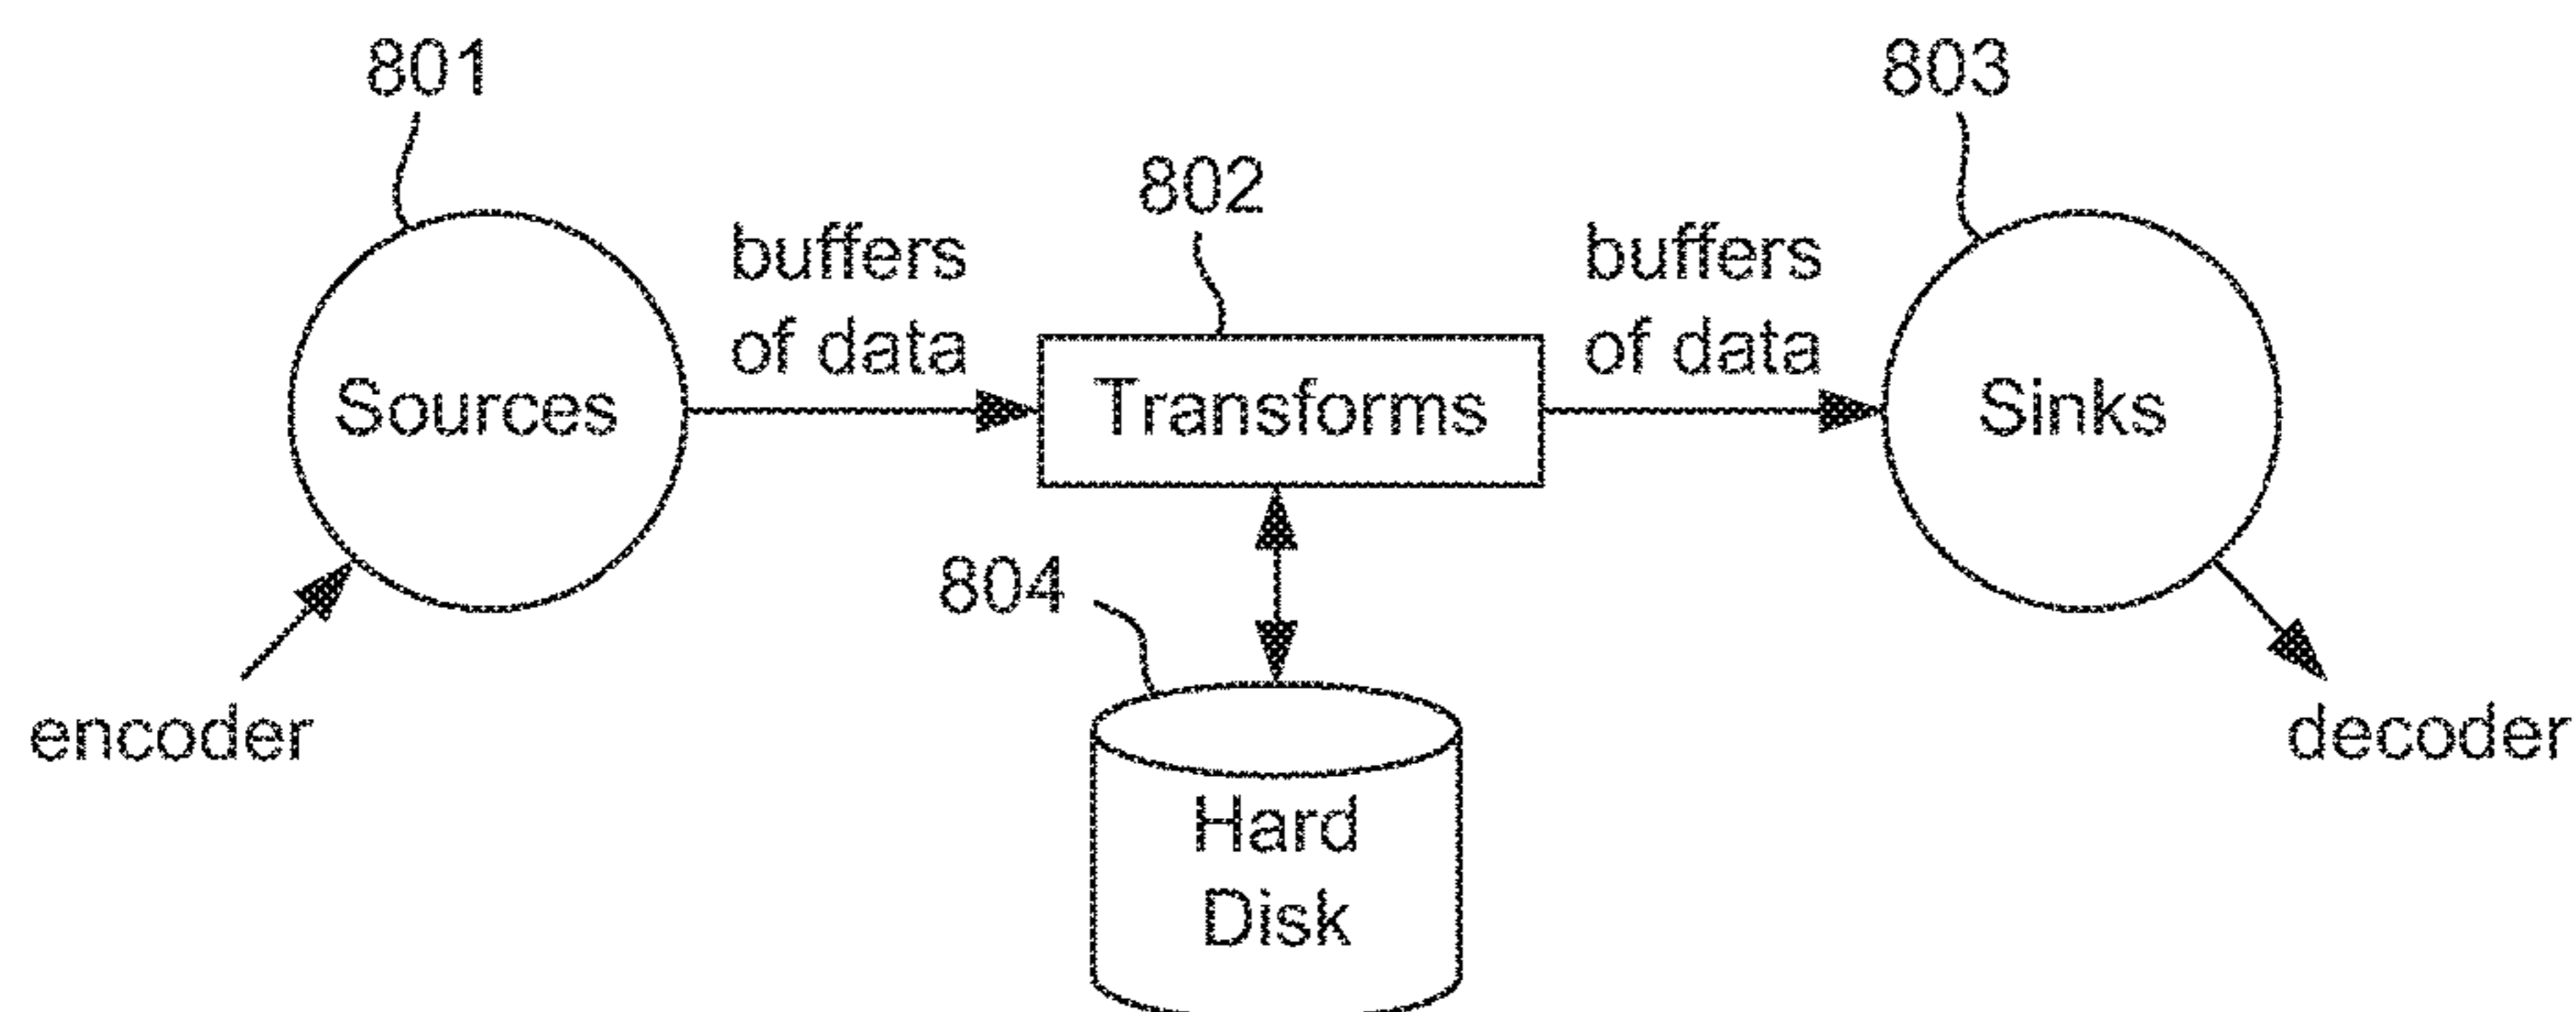 801
803
802
buffers
of data
buffers
of data
Sources
Transforms
Sinks
804
encoder
decoder
Hard
Disk